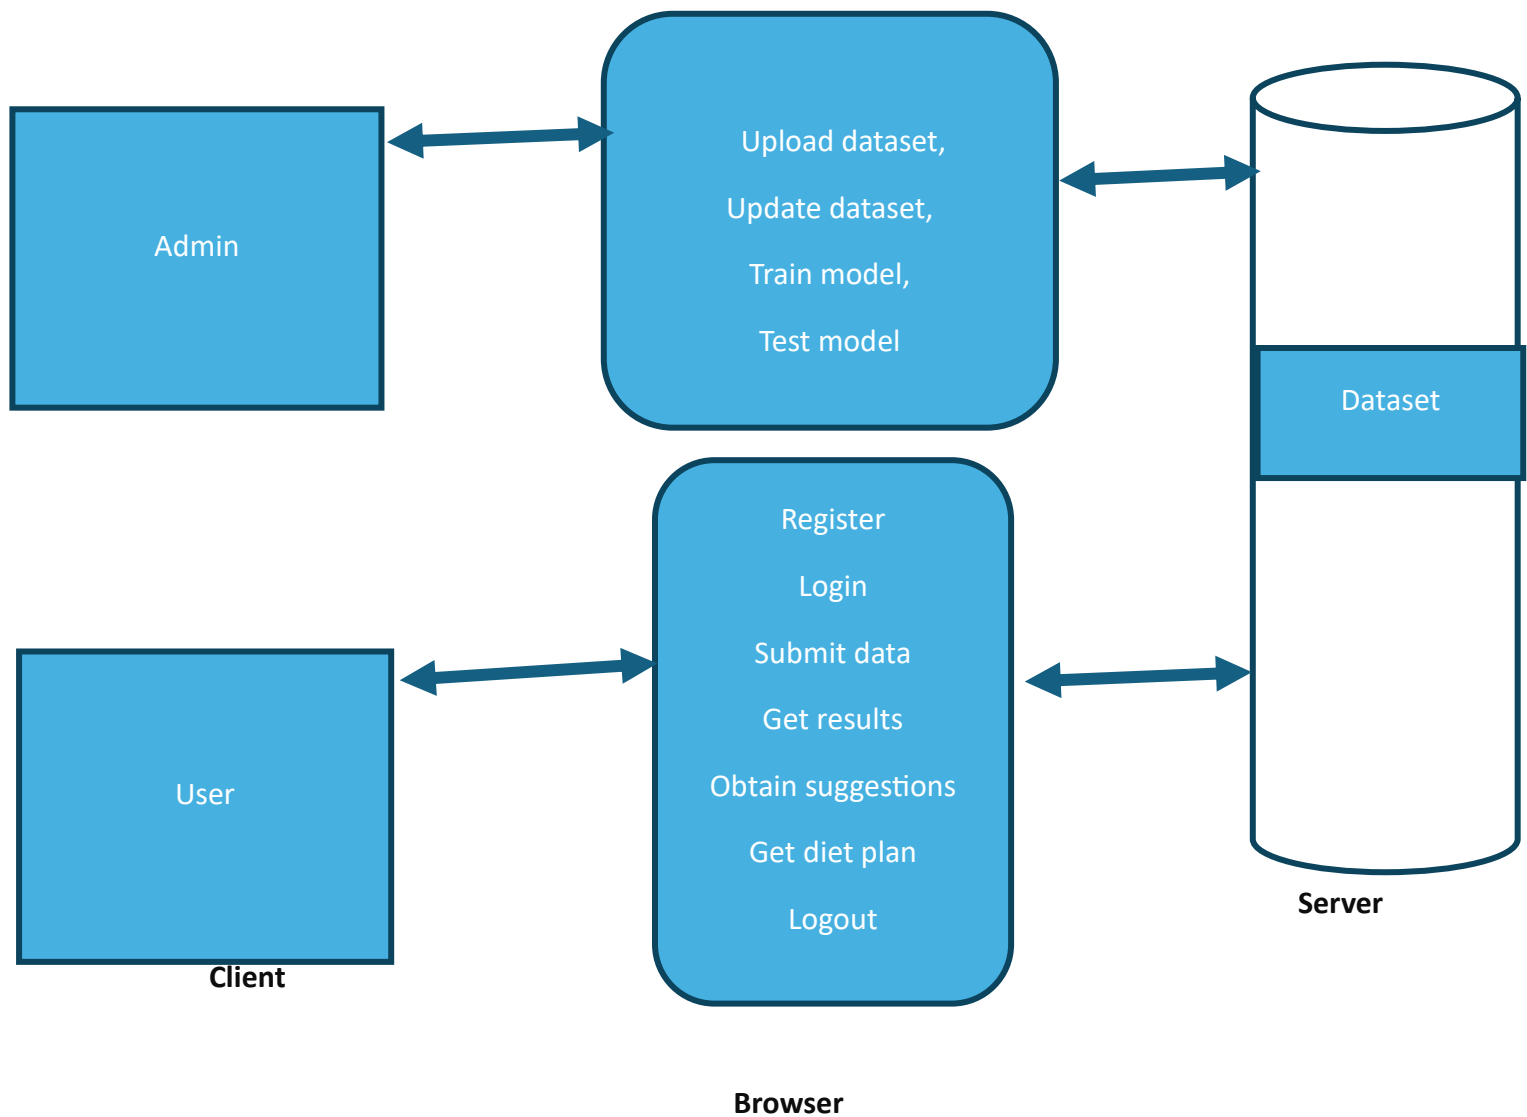 Admin
Upload dataset,
Update dataset,
Train model,
Test model
Dataset
User
Register
Login
Submit data
Get results
Obtain suggestions
Get diet plan
Logout
Client
Server
Browser